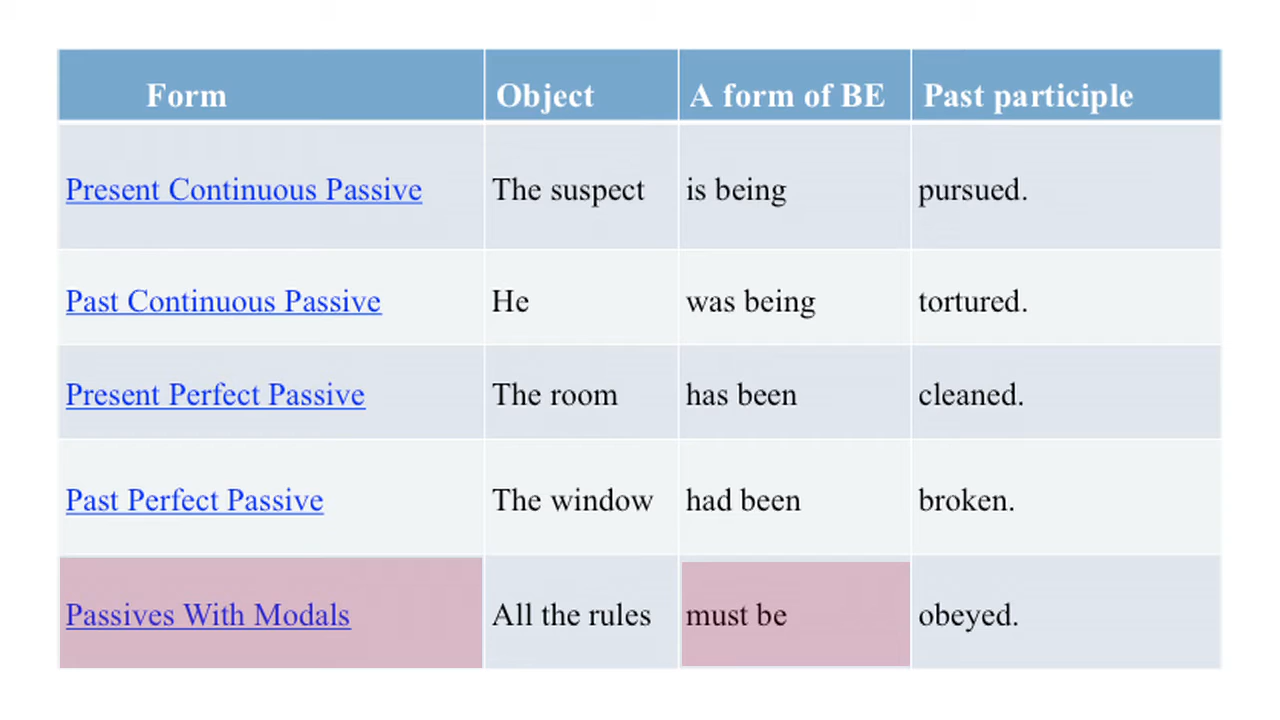 Form Object A form of BE Past participle
Present Continuous Passive The suspect is being pursued.
Past Continuous Passive He was being tortured.
Present Perfect Passive The room has been cleaned.
Past Perfect Passive The window had been broken.
Passives With Modals All the rules must be obeyed.